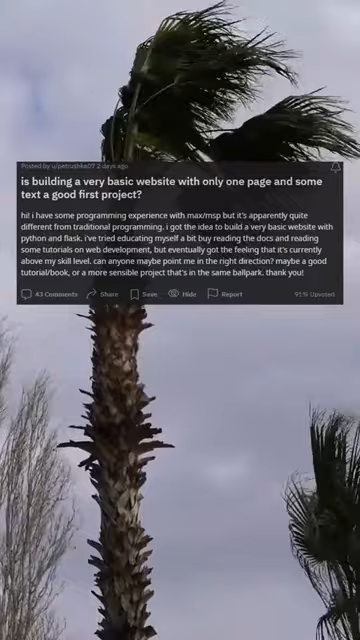 Posted by u/petrushka07 2 days ago
is building a very basic website with only one page and some
text a good first project?
hi! i have some programming experience with max/msp but it's apparently quite
different from traditional programming. i got the idea to build a very basic website with
python and flask. i've tried educating myself a bit buy reading the docs and reading
some tutorials on web development, but eventually got the feeling that it's currently
above my skill level. can anyone maybe point me in the right direction? maybe a good
tutorial/book, or a more sensible project that's in the same ballpark. thank you!
43 Comments Share Save Hide Report 91% Upvoted